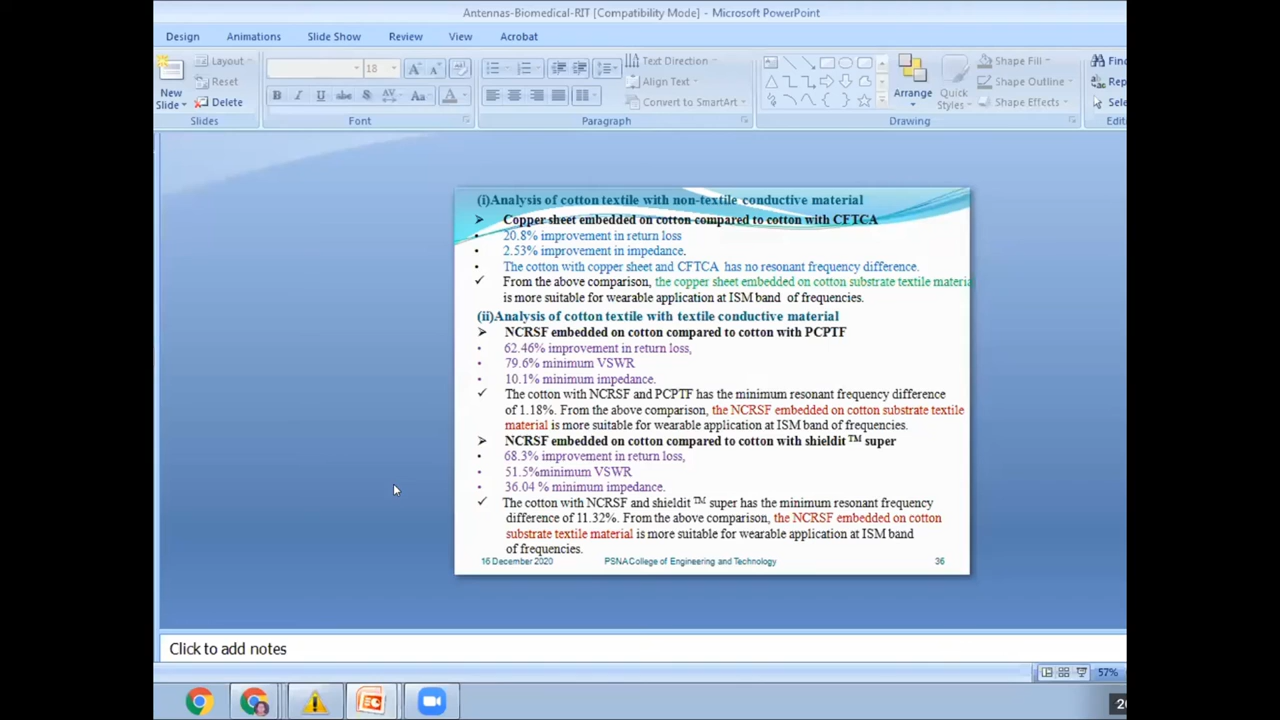 Antennas-Biomedical-RIT [Compatibility Mode] - Microsoft PowerPoint
Design Animations Slide Show Review View Acrobat
New Slide
Layout
Reset
Delete
Slides
18
B I U abc S AV Aa A
Font
Text Direction
Align Text
Convert to SmartArt
Paragraph
Arrange
Quick Styles
Shape Fill
Shape Outline
Shape Effects
Drawing
(i)Analysis of cotton textile with non-textile conductive material
➤ Copper sheet embedded on cotton compared to cotton with CFTCA
• 20.8% improvement in return loss
• 2.53% improvement in impedance.
• The cotton with copper sheet and CFTCA has no resonant frequency difference.
✓ From the above comparison, the copper sheet embedded on cotton substrate textile materia
is more suitable for wearable application at ISM band of frequencies.
(ii)Analysis of cotton textile with textile conductive material
➤ NCRSF embedded on cotton compared to cotton with PCPTF
• 62.46% improvement in return loss,
• 79.6% minimum VSWR
• 10.1% minimum impedance.
✓ The cotton with NCRSF and PCPTF has the minimum resonant frequency difference
of 1.18%. From the above comparison, the NCRSF embedded on cotton substrate textile
material is more suitable for wearable application at ISM band of frequencies.
➤ NCRSF embedded on cotton compared to cotton with shieldit™ super
• 68.3% improvement in return loss,
• 51.5%minimum VSWR
• 36.04 % minimum impedance.
✓ The cotton with NCRSF and shieldit ™ super has the minimum resonant frequency
difference of 11.32%. From the above comparison, the NCRSF embedded on cotton
substrate textile material is more suitable for wearable application at ISM band
of frequencies.
16 December 2020 PSNA College of Engineering and Technology 36
Click to add notes
57%